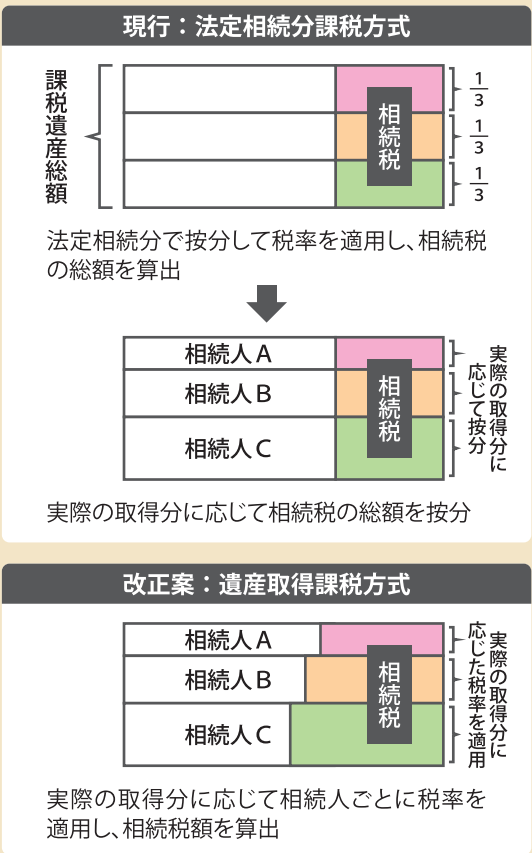 現行：法定相続分課税方式
課税遺産総額
相続税
1/3
1/3
1/3
法定相続分で按分して税率を適用し、相続税
の総額を算出
相続人A
相続人B
相続人C
相続税
実際の取得分に
応じて按分
実際の取得分に応じて相続税の総額を按分
改正案：遺産取得課税方式
相続人A
相続人B
相続人C
相続税
実際の取得分に
応じた税率を適用
実際の取得分に応じて相続人ごとに税率を
適用し、相続税額を算出